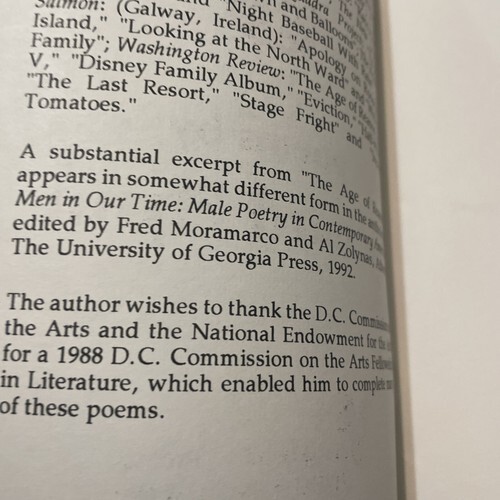 Salmon: (Galway, Ireland): "Apology on
Island," "Looking at the North Ward" and
Family"; Washington Review: "The Age of
V," "Disney Family Album," "Eviction,"
"The Last Resort," "Stage Fright" and
Tomatoes."
A substantial excerpt from "The Age of
appears in somewhat different form in the
Men in Our Time: Male Poetry in Contemporary
edited by Fred Moramarco and Al Zolynas,
The University of Georgia Press, 1992.
The author wishes to thank the D.C. Commission
the Arts and the National Endowment for the
for a 1988 D.C. Commission on the Arts
in Literature, which enabled him to complete
of these poems.